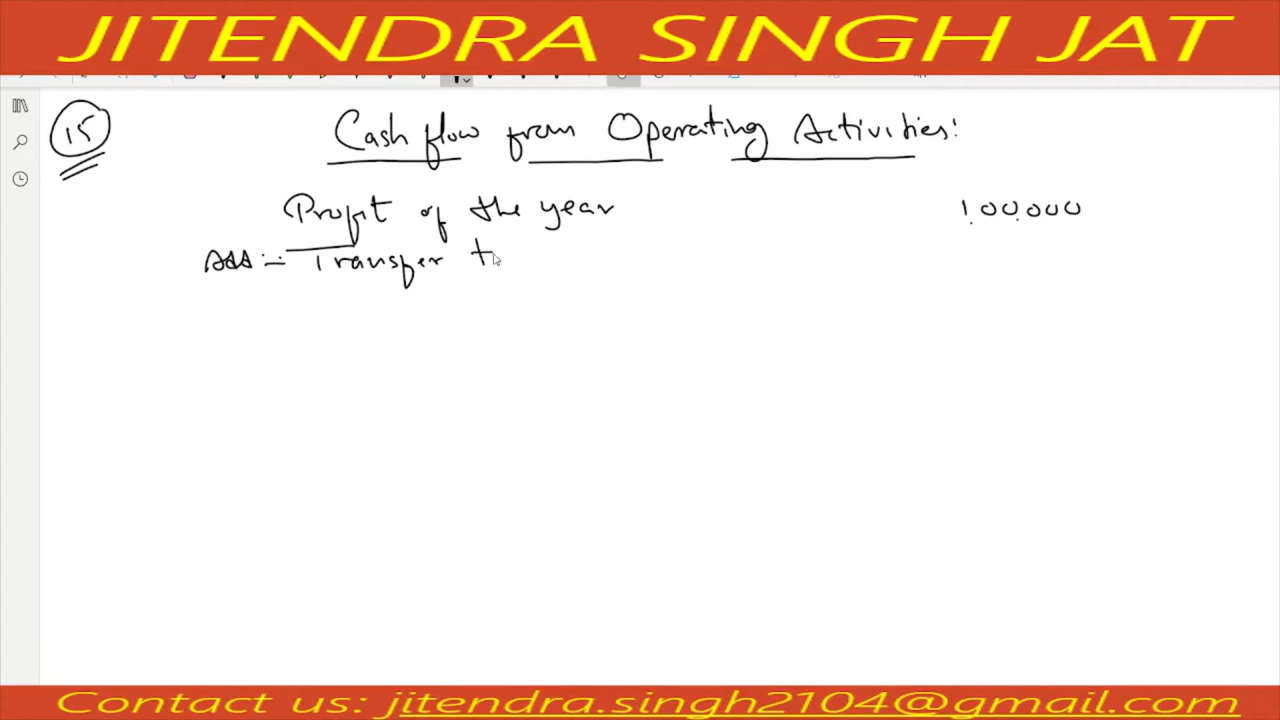 JITENDRA SINGH JAT
15
Cash flow from Operating Activities:
Profit of the year 1,00,000
Add :- Transfer t
Contact us: jitendra.singh2104@gmail.com